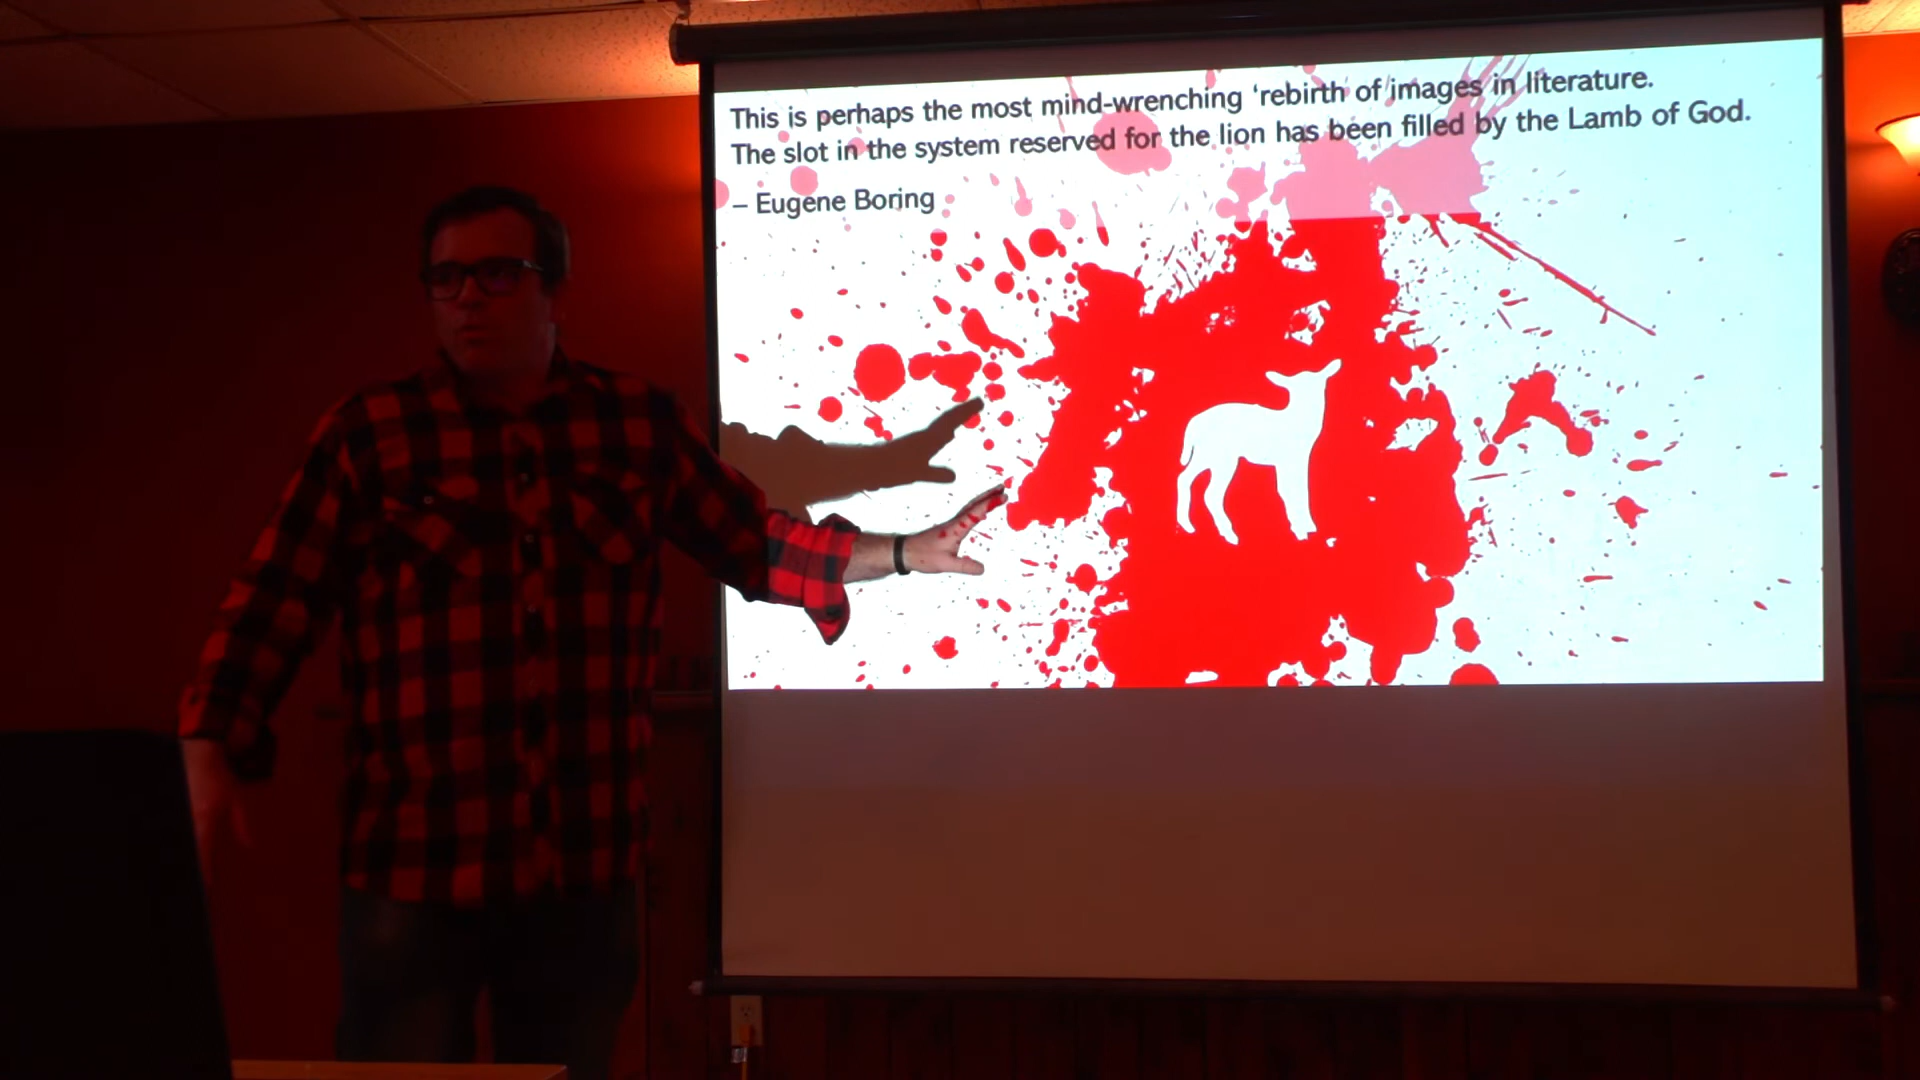 This is perhaps the most mind-wrenching ‘rebirth of images in literature.
The slot in the system reserved for the lion has been filled by the Lamb of God.
– Eugene Boring